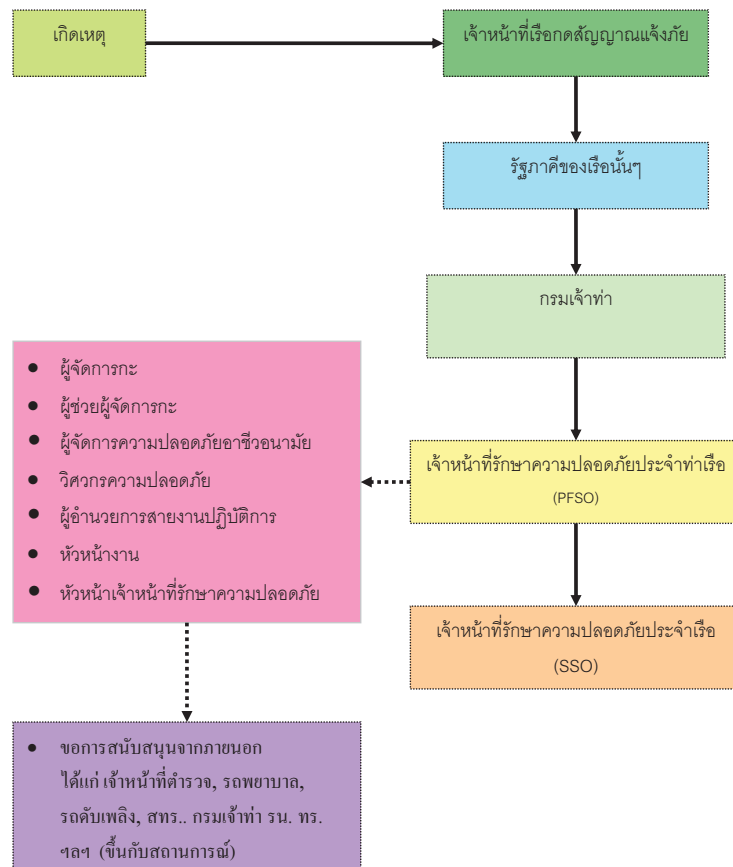 เกิดเหตุ
เจ้าหน้าที่เรือกดสัญญาณแจ้งภัย
รัฐภาคีของเรือนั้นๆ
กรมเจ้าท่า
เจ้าหน้าที่รักษาความปลอดภัยประจำท่าเรือ
(PFSO)
เจ้าหน้าที่รักษาความปลอดภัยประจำเรือ
(SSO)
● ผู้จัดการกะ
● ผู้ช่วยผู้จัดการกะ
● ผู้จัดการความปลอดภัยอาชีวอนามัย
● วิศวกรความปลอดภัย
● ผู้อำนวยการสายงานปฏิบัติการ
● หัวหน้างาน
● หัวหน้าเจ้าหน้าที่รักษาความปลอดภัย
● ขอการสนับสนุนจากภายนอก
ได้แก่ เจ้าหน้าที่ตำรวจ, รถพยาบาล,
รถดับเพลิง, สทร.. กรมเจ้าท่า รน. ทร.
ฯลฯ (ขึ้นกับสถานการณ์)